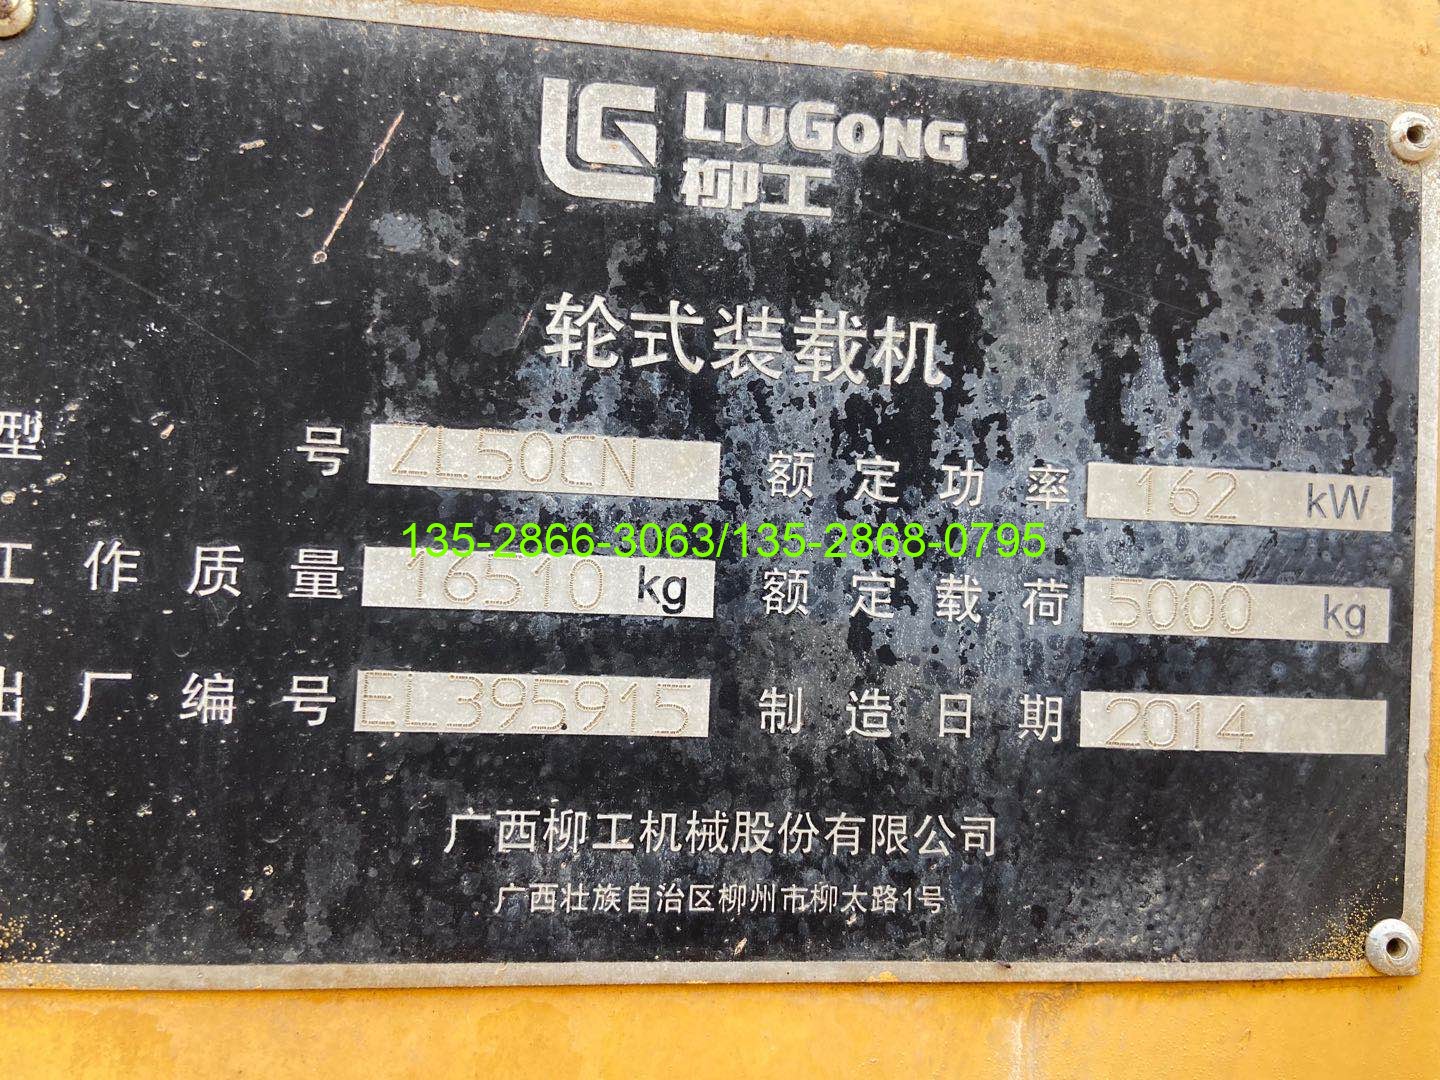 LG LIUGONG
柳工
轮式装载机
型号 ZL50CN 额定功率 162 kW
135-2866-3063/135-2868-0795
工作质量 16510 kg 额定载荷 5000 kg
出厂编号 EL395915 制造日期 2014
广西柳工机械股份有限公司
广西壮族自治区柳州市柳太路1号